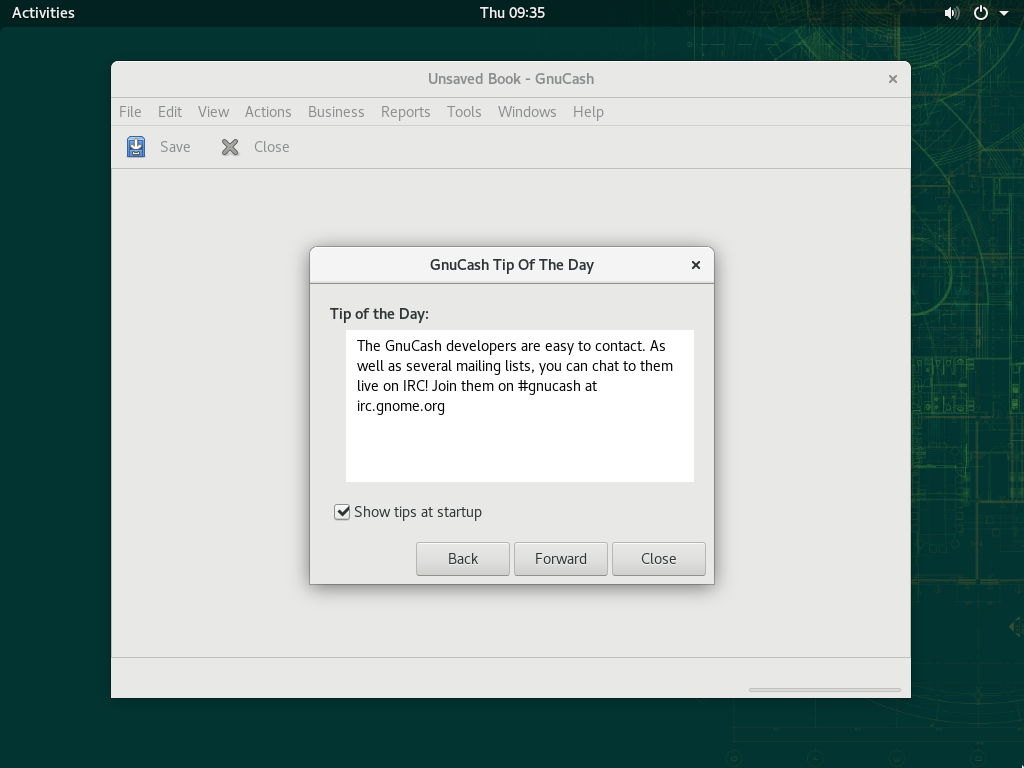 Activities Thu 09:35
Unsaved Book - GnuCash
File Edit View Actions Business Reports Tools Windows Help
Save Close
GnuCash Tip Of The Day
Tip of the Day:
The GnuCash developers are easy to contact. As
well as several mailing lists, you can chat to them
live on IRC! Join them on #gnucash at
irc.gnome.org
Show tips at startup
Back Forward Close